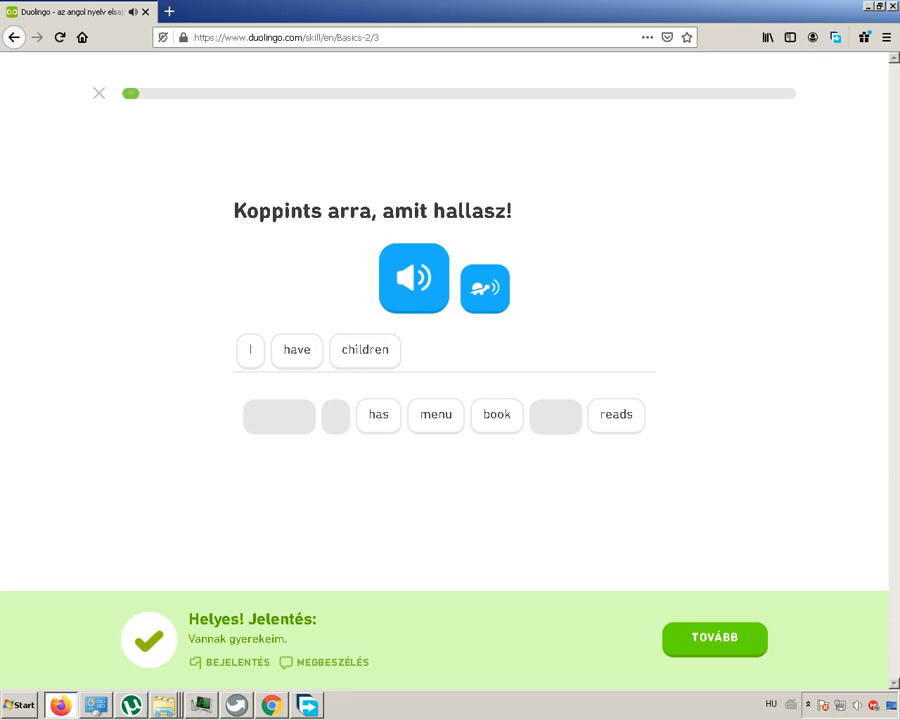 Duolingo - az angol nyelv elsa
https://www.duolingo.com/skill/en/Basics-2/3
Koppints arra, amit hallasz!
I have children
has menu book reads
Helyes! Jelentés:
Vannak gyerekeim.
BEJELENTÉS MEGBESZÉLÉS
TOVÁBB
Start
HU